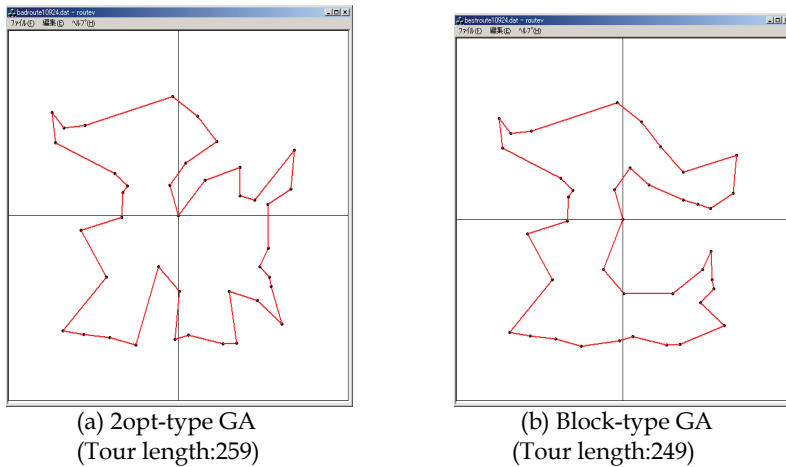 badroute10924.dat - routev
ファイル(F) 編集(E) ヘルプ(H)
bestroute10924.dat - routev
ファイル(F) 編集(E) ヘルプ(H)
(a) 2opt-type GA
(Tour length:259)
(b) Block-type GA
(Tour length:249)